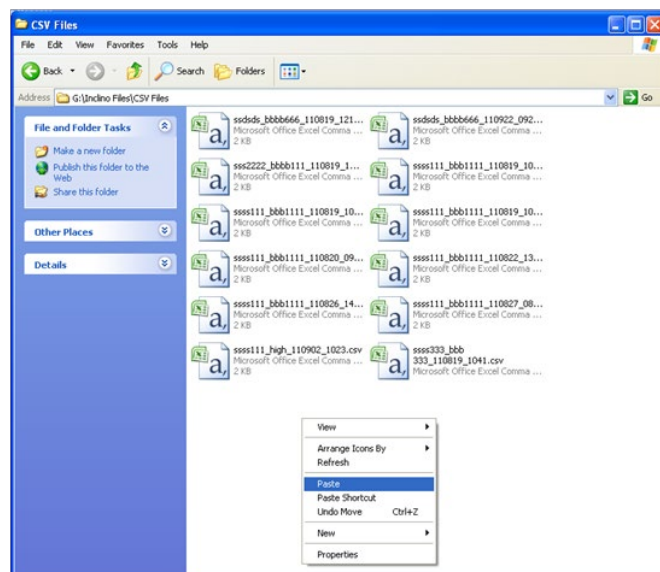 CSV Files
File Edit View Favorites Tools Help
Back Search Folders
Address G:\Inclino Files\CSV Files Go
File and Folder Tasks
Make a new folder
Publish this folder to the
Web
Share this folder
Other Places
Details
ssdsds_bbbb666_110819_121...
Microsoft Office Excel Comma ...
2 KB
ssdsds_bbbb666_110922_092...
Microsoft Office Excel Comma ...
2 KB
sss2222_bbbb111_110819_1...
Microsoft Office Excel Comma ...
2 KB
ssss111_bbb1111_110819_10...
Microsoft Office Excel Comma ...
2 KB
ssss111_bbb1111_110819_10...
Microsoft Office Excel Comma ...
2 KB
ssss111_bbb1111_110819_10...
Microsoft Office Excel Comma ...
2 KB
ssss111_bbb1111_110820_09...
Microsoft Office Excel Comma ...
2 KB
ssss111_bbb1111_110822_13...
Microsoft Office Excel Comma ...
2 KB
ssss111_bbb1111_110826_14...
Microsoft Office Excel Comma ...
2 KB
ssss111_bbb1111_110827_08...
Microsoft Office Excel Comma ...
2 KB
ssss111_high_110902_1023.csv
Microsoft Office Excel Comma ...
2 KB
ssss333_bbb
333_110819_1041.csv
Microsoft Office Excel Comma ...
View
Arrange Icons By
Refresh
Paste
Paste Shortcut
Undo Move Ctrl+Z
New
Properties